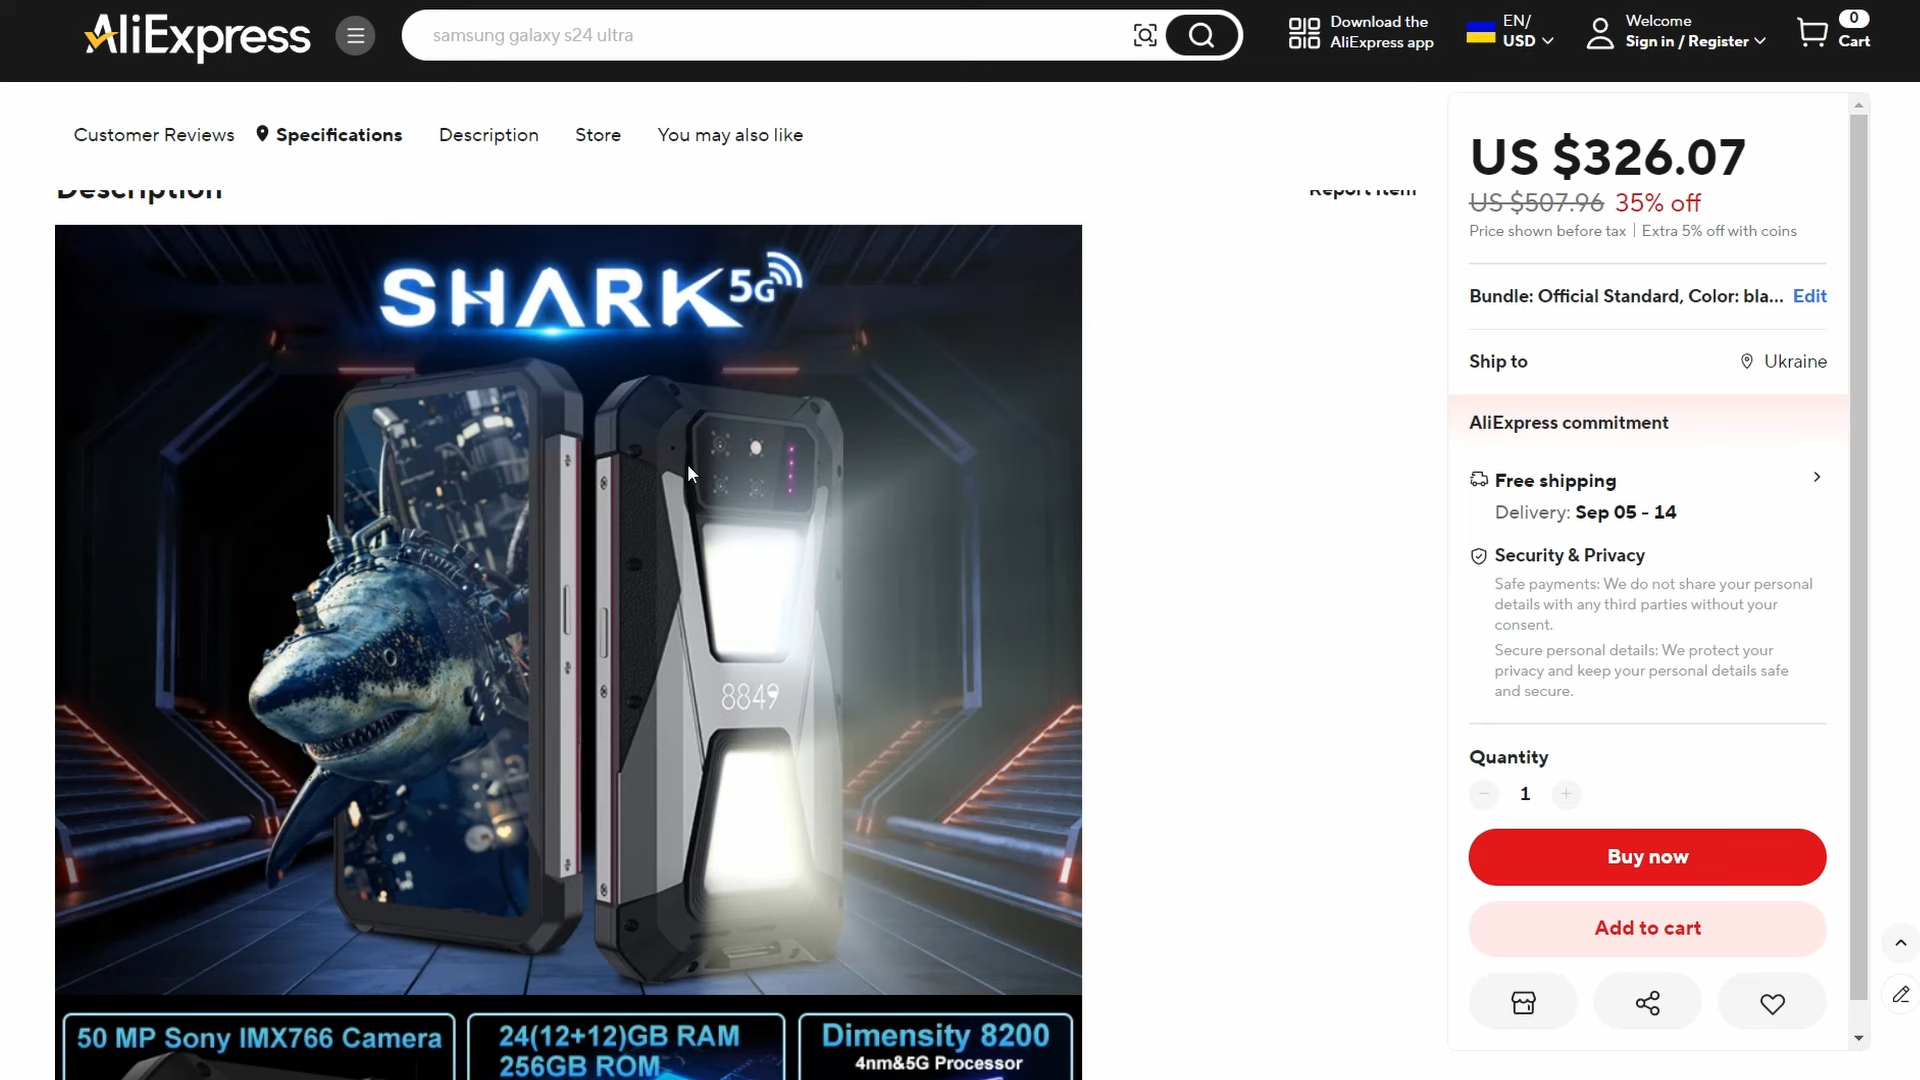 AliExpress
samsung galaxy s24 ultra
Download the
AliExpress app
EN/
USD
Welcome
Sign in / Register
0
Cart
Customer Reviews
Specifications
Description
Store
You may also like
Description
Report Item
SHARK 5G
8849
50 MP Sony IMX766 Camera
24(12+12)GB RAM
256GB ROM
Dimensity 8200
4nm&5G Processor
US $326.07
US $507.96 35% off
Price shown before tax | Extra 5% off with coins
Bundle: Official Standard, Color: bla... Edit
Ship to
Ukraine
AliExpress commitment
Free shipping
Delivery: Sep 05 - 14
Security & Privacy
Safe payments: We do not share your personal
details with any third parties without your
consent.
Secure personal details: We protect your
privacy and keep your personal details safe
and secure.
Quantity
1
Buy now
Add to cart